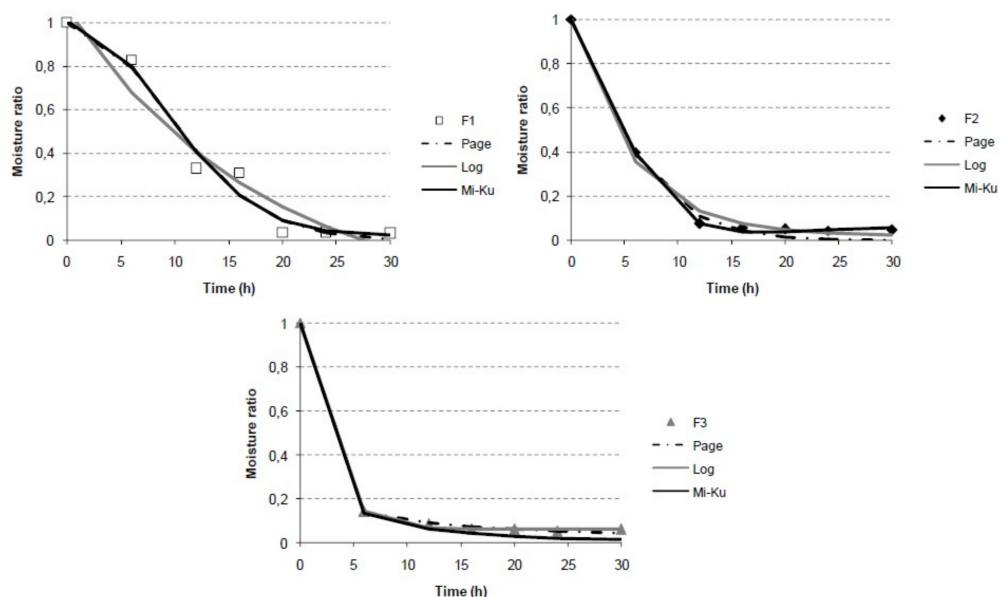 1
0,8
0,6
0,4
0,2
0
Moisture ratio
0 5 10 15 20 25 30
Time (h)
F1
Page
Log
Mi-Ku
1
0,8
0,6
0,4
0,2
0
Moisture ratio
0 5 10 15 20 25 30
Time (h)
F2
Page
Log
Mi-Ku
1
0,8
0,6
0,4
0,2
0
Moisture ratio
0 5 10 15 20 25 30
Time (h)
F3
Page
Log
Mi-Ku